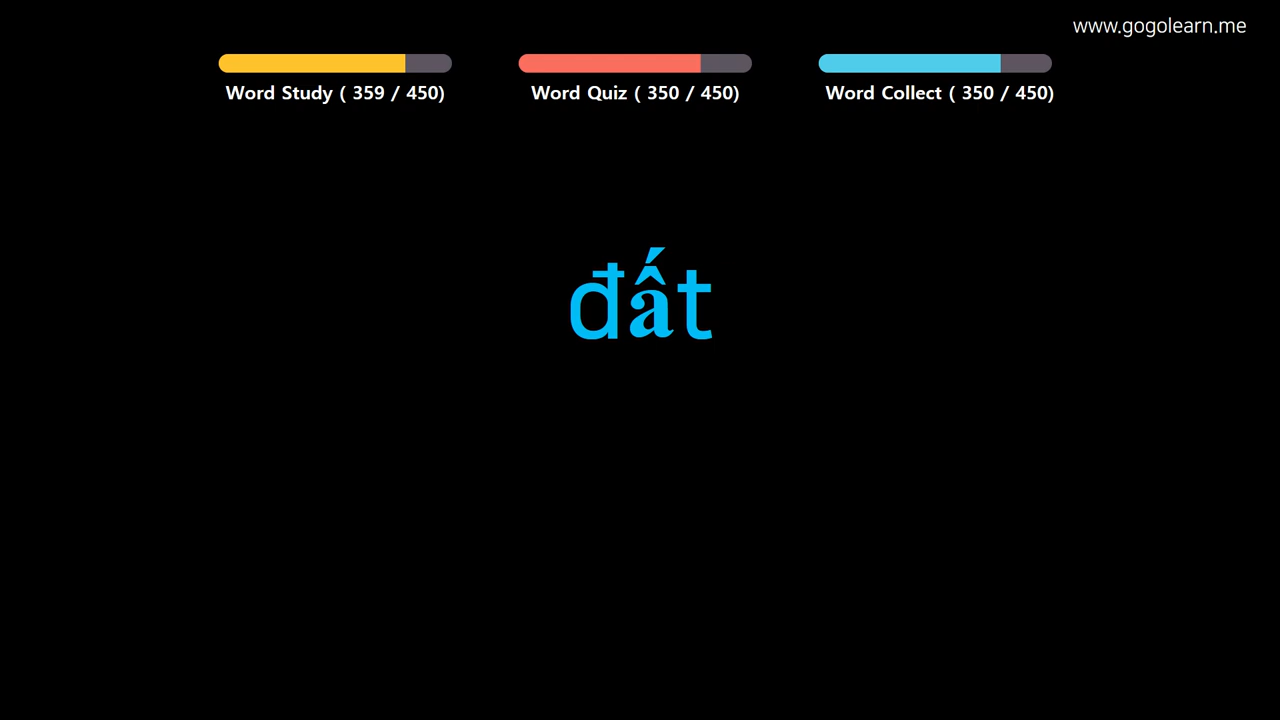 www.gogolearn.me
Word Study ( 359 / 450)
Word Quiz ( 350 / 450)
Word Collect ( 350 / 450)
đất